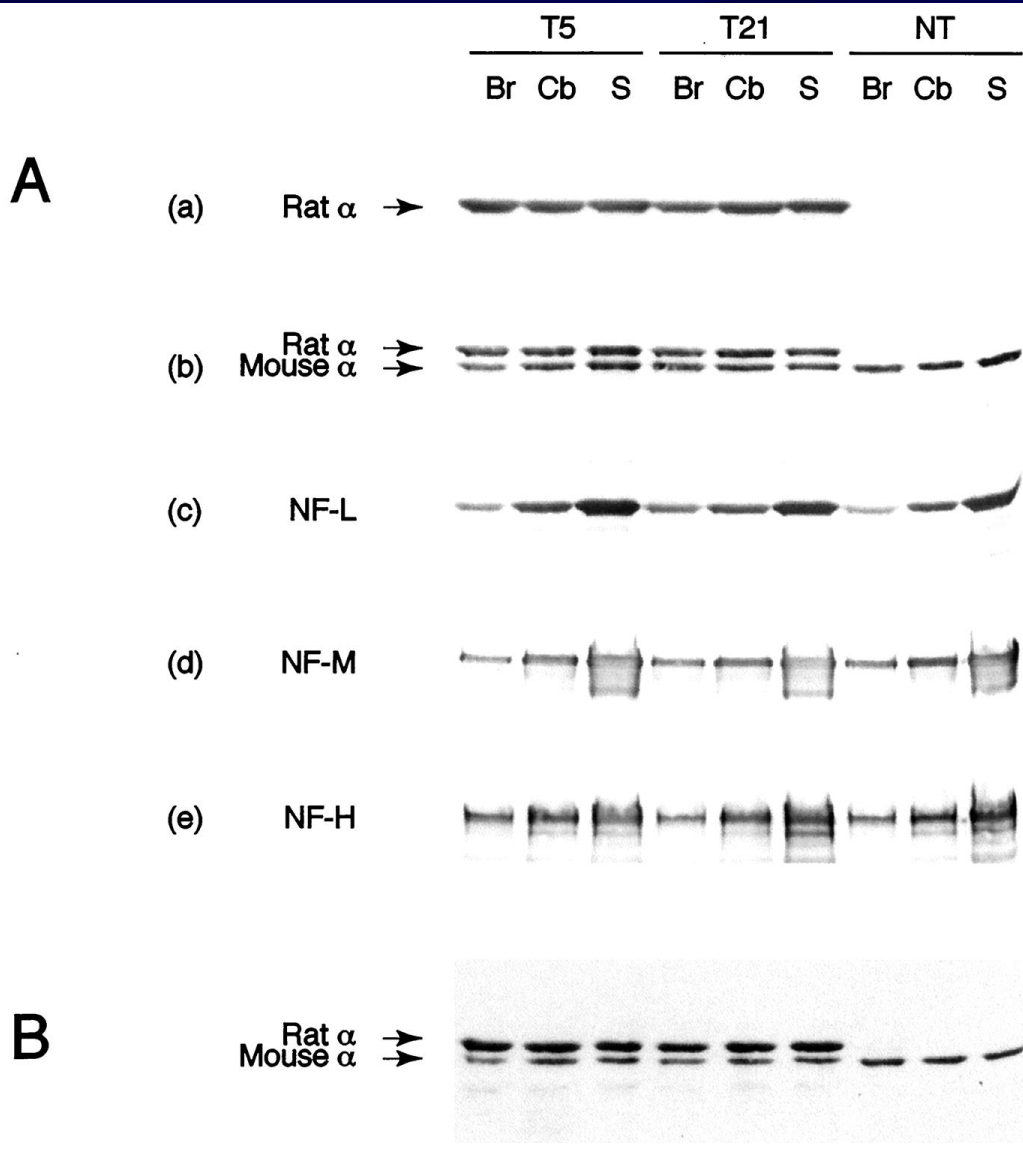 T5 T21 NT
Br Cb S Br Cb S Br Cb S
A
(a) Rat α
Rat α
(b) Mouse α
(c) NF-L
(d) NF-M
(e) NF-H
B
Rat α
Mouse α